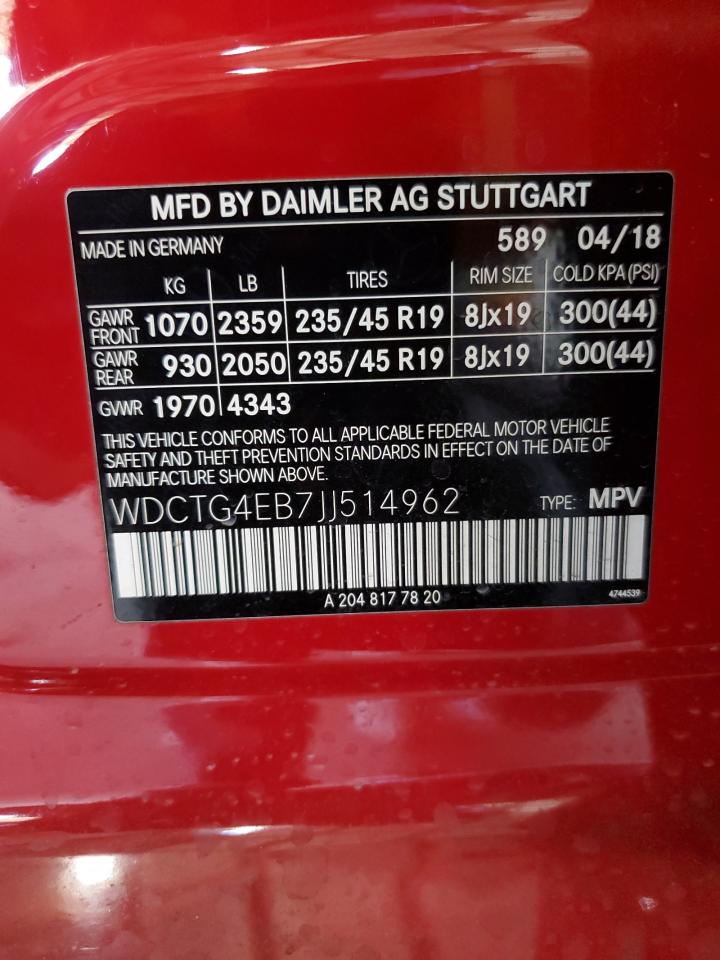 MFD BY DAIMLER AG STUTTGART
MADE IN GERMANY 589 04/18
KG LB TIRES RIM SIZE COLD KPA(PSI)
GAWR FRONT 1070 2359 235/45 R19 8Jx19 300(44)
GAWR REAR 930 2050 235/45 R19 8Jx19 300(44)
GVWR 1970 4343
THIS VEHICLE CONFORMS TO ALL APPLICABLE FEDERAL MOTOR VEHICLE
SAFETY AND THEFT PREVENTION STANDARDS IN EFFECT ON THE DATE OF
MANUFACTURE SHOWN ABOVE.
WDCTG4EB7JJ514962 TYPE: MPV
A 204 817 78 20 4744539